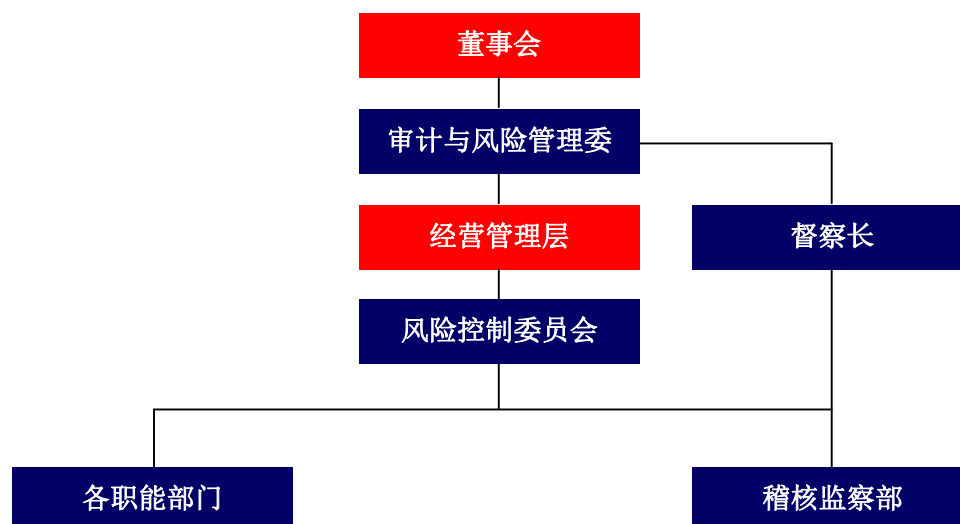 董事会
审计与风险管理委
经营管理层
督察长
风险控制委员会
各职能部门
稽核监察部